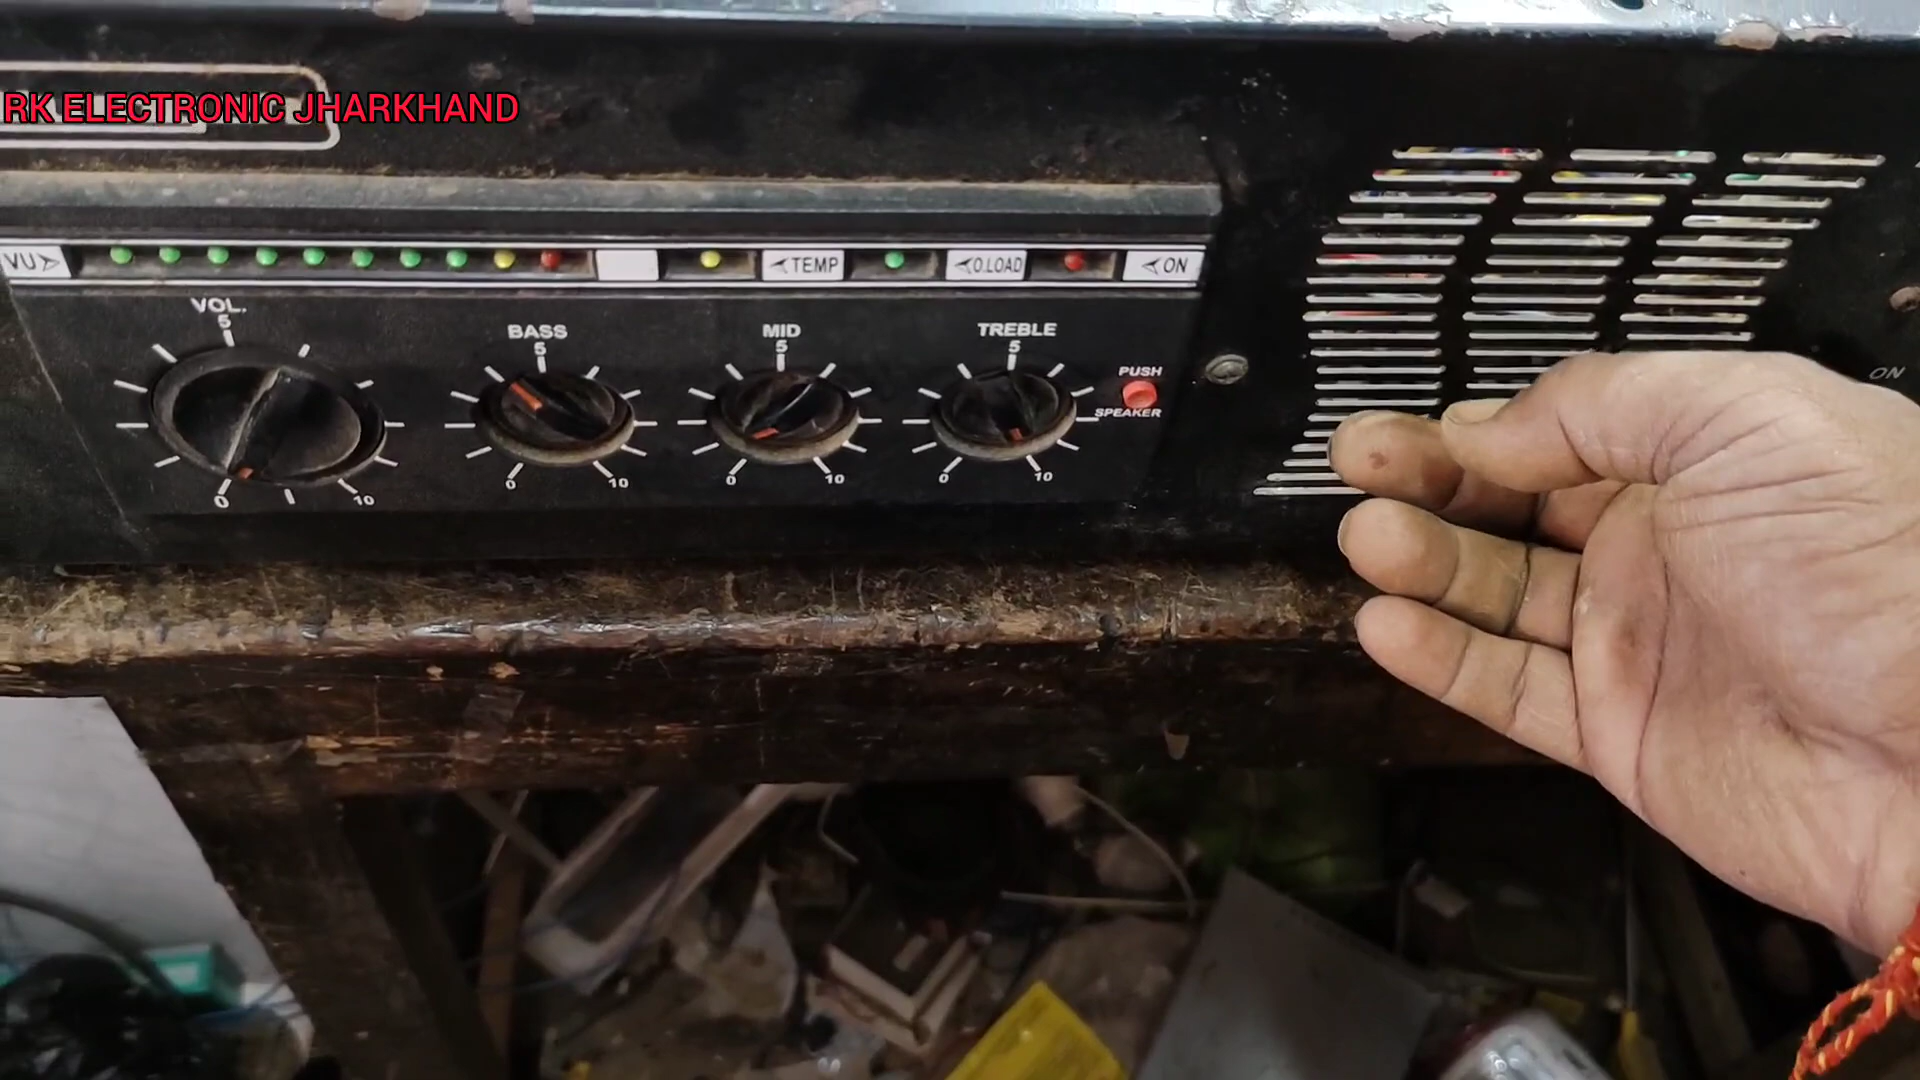 RK ELECTRONIC JHARKHAND
VU
TEMP
O.LOAD
ON
VOL.
5
0
10
BASS
5
0
10
MID
5
0
10
TREBLE
5
0
10
PUSH
SPEAKER
ON